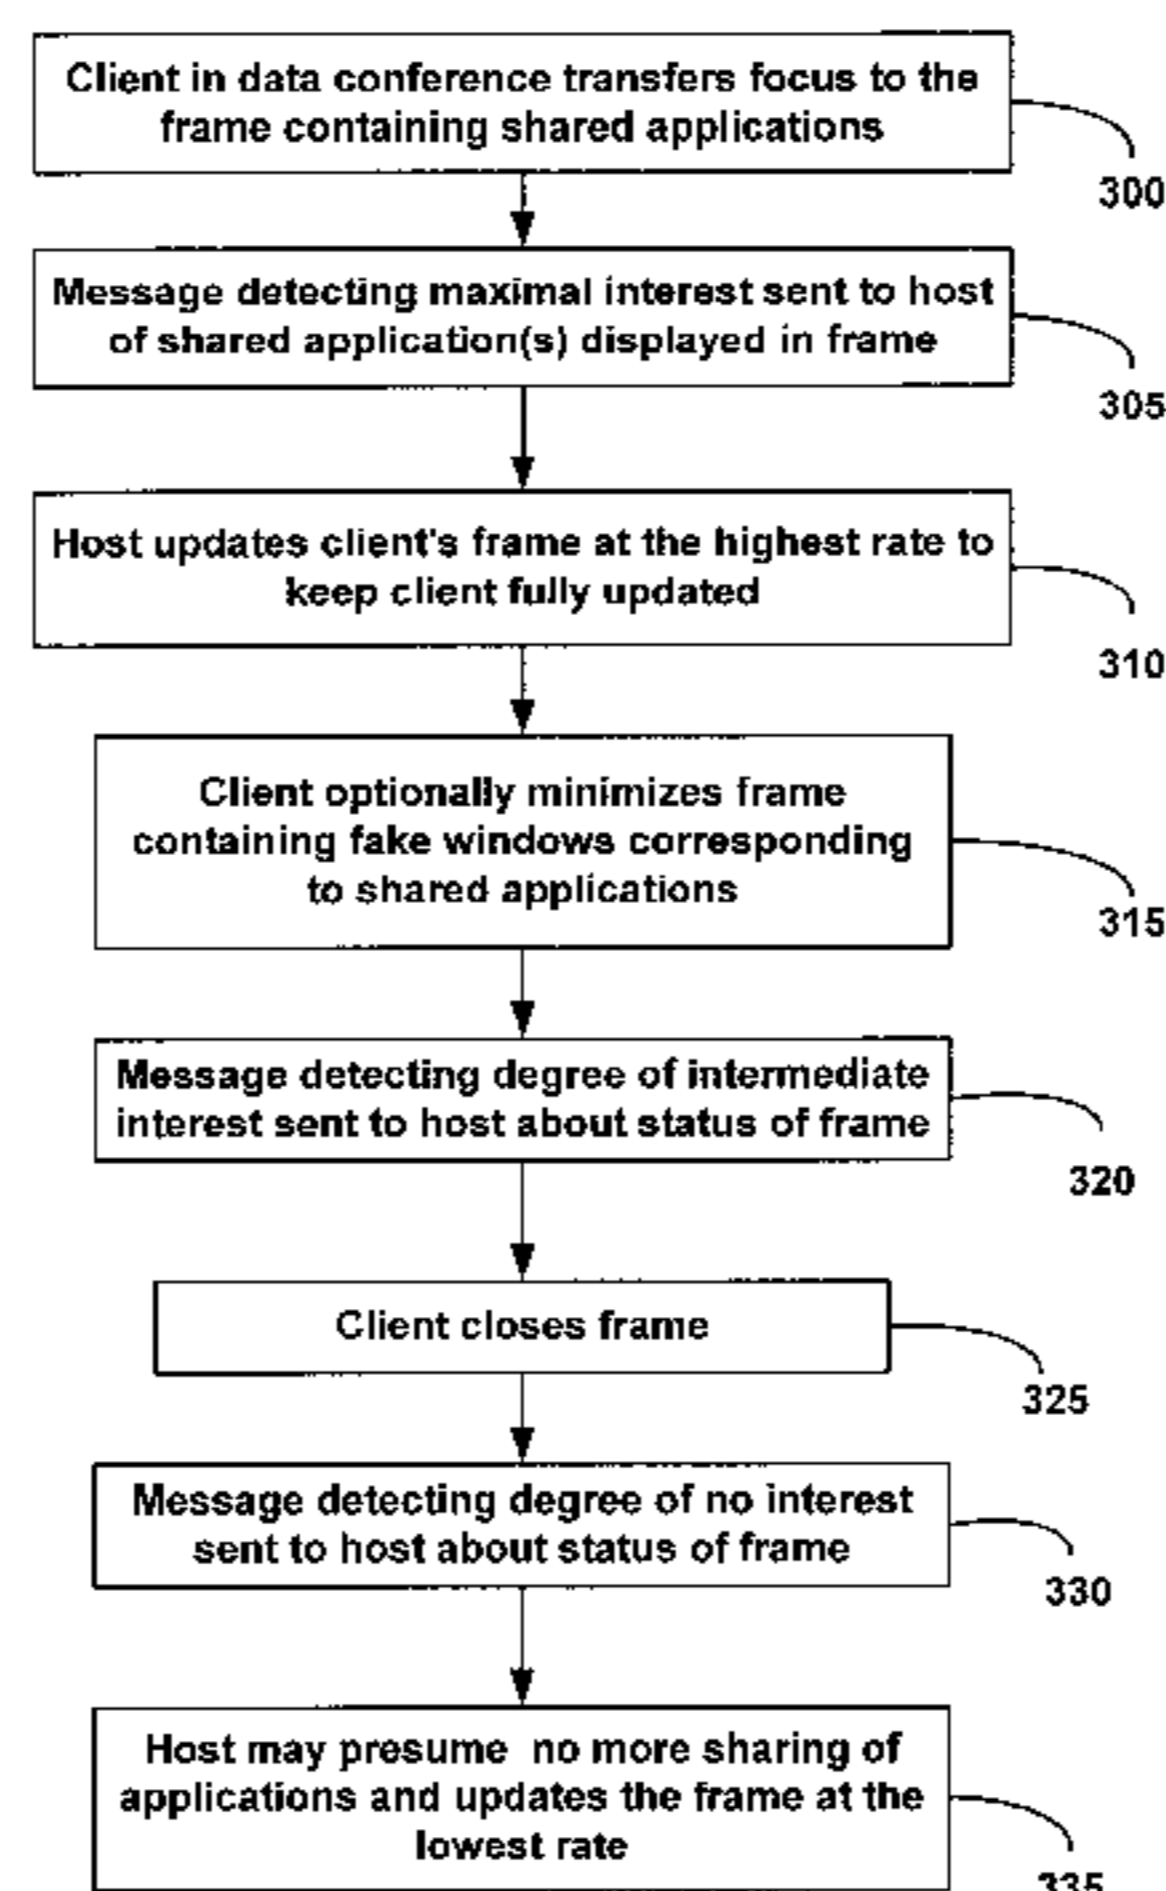 Client in data conference transfers focus to the
frame containing shared applications
300
Message detecting maximal interest sent to host
of shared application(s) displayed in frame
305
Host updates client's frame at the highest rate to
keep client fully updated
310
Client optionally minimizes frame
containing fake windows corresponding
to shared applications
315
Message detecting degree of intermediate
interest sent to host about status of frame
320
Client closes frame
325
Message detecting degree of no interest
sent to host about status of frame
330
Host may presume no more sharing of
applications and updates the frame at the
lowest rate
335